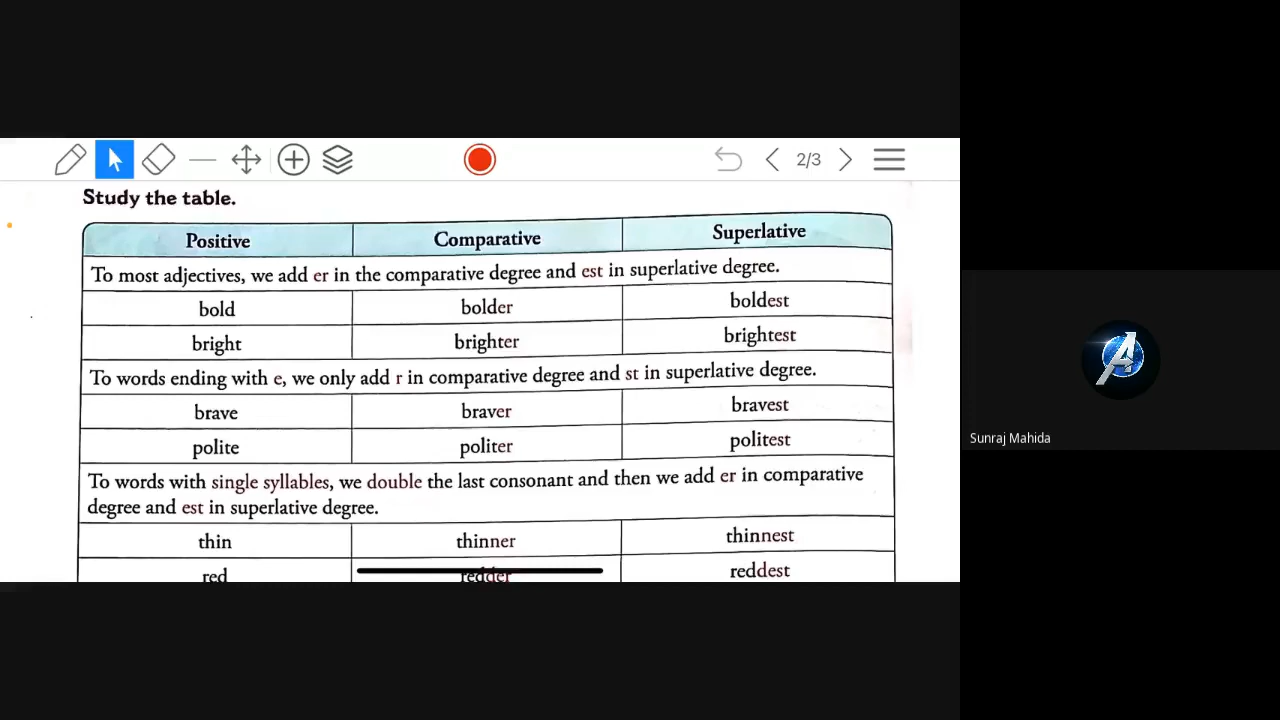 2/3
Study the table.
Positive Comparative Superlative
To most adjectives, we add er in the comparative degree and est in superlative degree.
bold bolder boldest
bright brighter brightest
To words ending with e, we only add r in comparative degree and st in superlative degree.
brave braver bravest
polite politer politest
To words with single syllables, we double the last consonant and then we add er in comparative
degree and est in superlative degree.
thin thinner thinnest
red redder reddest
Sunraj Mahida